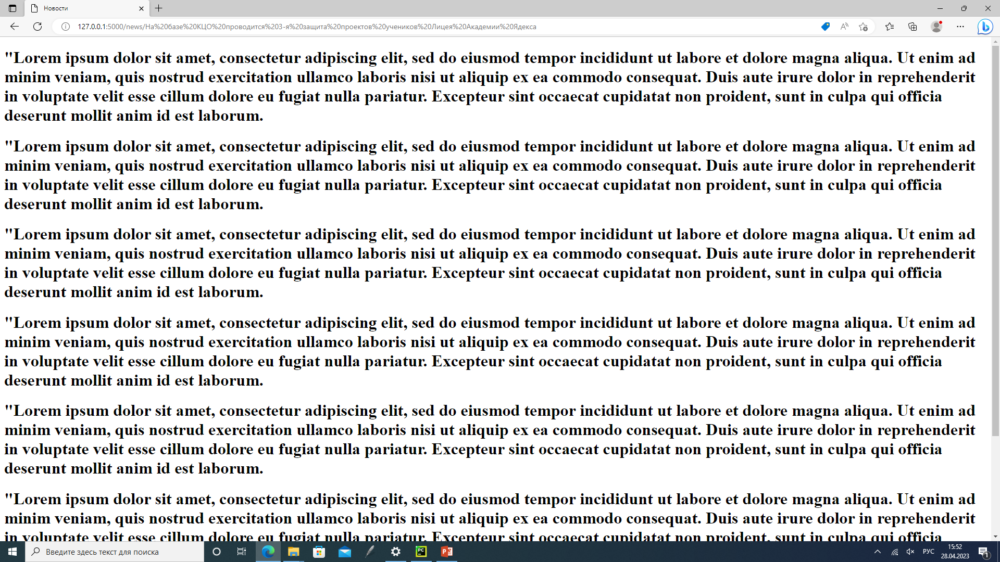 Новости
127.0.0.1:5000/news/На%20базе%20КЦО%20проводится%203-я%20защита%20проектов%20учеников%20Лицея%20Академии%20Ядекса
"Lorem ipsum dolor sit amet, consectetur adipiscing elit, sed do eiusmod tempor incididunt ut labore et dolore magna aliqua. Ut enim ad
minim veniam, quis nostrud exercitation ullamco laboris nisi ut aliquip ex ea commodo consequat. Duis aute irure dolor in reprehenderit
in voluptate velit esse cillum dolore eu fugiat nulla pariatur. Excepteur sint occaecat cupidatat non proident, sunt in culpa qui officia
deserunt mollit anim id est laborum.
"Lorem ipsum dolor sit amet, consectetur adipiscing elit, sed do eiusmod tempor incididunt ut labore et dolore magna aliqua. Ut enim ad
minim veniam, quis nostrud exercitation ullamco laboris nisi ut aliquip ex ea commodo consequat. Duis aute irure dolor in reprehenderit
in voluptate velit esse cillum dolore eu fugiat nulla pariatur. Excepteur sint occaecat cupidatat non proident, sunt in culpa qui officia
deserunt mollit anim id est laborum.
"Lorem ipsum dolor sit amet, consectetur adipiscing elit, sed do eiusmod tempor incididunt ut labore et dolore magna aliqua. Ut enim ad
minim veniam, quis nostrud exercitation ullamco laboris nisi ut aliquip ex ea commodo consequat. Duis aute irure dolor in reprehenderit
in voluptate velit esse cillum dolore eu fugiat nulla pariatur. Excepteur sint occaecat cupidatat non proident, sunt in culpa qui officia
deserunt mollit anim id est laborum.
"Lorem ipsum dolor sit amet, consectetur adipiscing elit, sed do eiusmod tempor incididunt ut labore et dolore magna aliqua. Ut enim ad
minim veniam, quis nostrud exercitation ullamco laboris nisi ut aliquip ex ea commodo consequat. Duis aute irure dolor in reprehenderit
in voluptate velit esse cillum dolore eu fugiat nulla pariatur. Excepteur sint occaecat cupidatat non proident, sunt in culpa qui officia
deserunt mollit anim id est laborum.
"Lorem ipsum dolor sit amet, consectetur adipiscing elit, sed do eiusmod tempor incididunt ut labore et dolore magna aliqua. Ut enim ad
minim veniam, quis nostrud exercitation ullamco laboris nisi ut aliquip ex ea commodo consequat. Duis aute irure dolor in reprehenderit
in voluptate velit esse cillum dolore eu fugiat nulla pariatur. Excepteur sint occaecat cupidatat non proident, sunt in culpa qui officia
deserunt mollit anim id est laborum.
"Lorem ipsum dolor sit amet, consectetur adipiscing elit, sed do eiusmod tempor incididunt ut labore et dolore magna aliqua. Ut enim ad
minim veniam, quis nostrud exercitation ullamco laboris nisi ut aliquip ex ea commodo consequat. Duis aute irure dolor in reprehenderit
in voluptate velit esse cillum dolore eu fugiat nulla pariatur. Excepteur sint occaecat cupidatat non proident, sunt in culpa qui officia
Введите здесь текст для поиска
РУС
15:52
28.04.2023
1